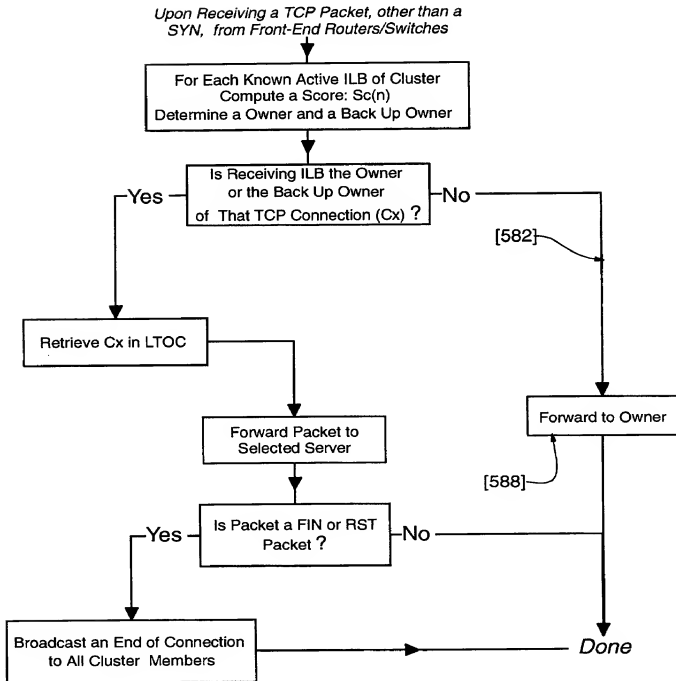 Upon Receiving a TCP Packet, other than a
SYN, from Front-End Routers/Switches
For Each Known Active ILB of Cluster
Compute a Score: Sc(n)
Determine a Owner and a Back Up Owner
Is Receiving ILB the Owner
or the Back Up Owner
of That TCP Connection (Cx) ?
Yes
No
[582]
Retrieve Cx in LTOC
Forward to Owner
Forward Packet to
Selected Server
[588]
Is Packet a FIN or RST
Packet ?
Yes
No
Broadcast an End of Connection
to All Cluster Members
Done